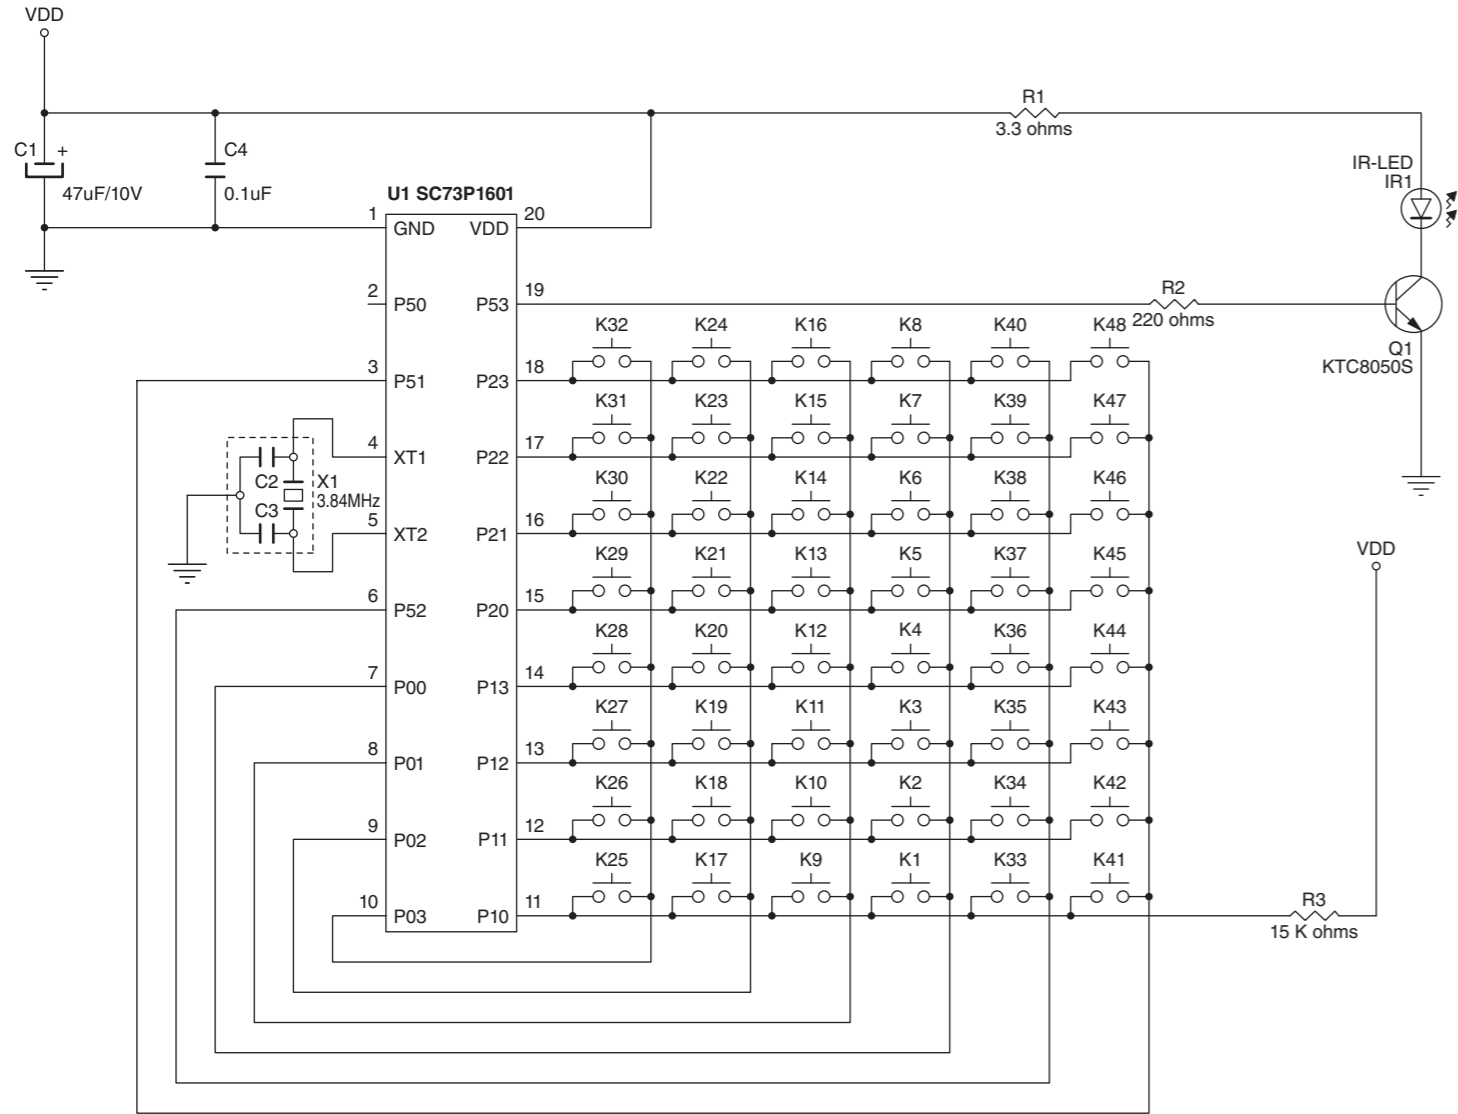 VDD
R1
3.3 ohms
C1 +
47uF/10V
C4
0.1uF
IR-LED
IR1
U1 SC73P1601
1 GND VDD 20
2 P50 P53 19
R2
220 ohms
Q1
KTC8050S
K32 K24 K16 K8 K40 K48
3 P51 P23 18
K31 K23 K15 K7 K39 K47
4 XT1 P22 17
C2
X1
3.84MHz
C3
K30 K22 K14 K6 K38 K46
5 XT2 P21 16
K29 K21 K13 K5 K37 K45
VDD
6 P52 P20 15
K28 K20 K12 K4 K36 K44
7 P00 P13 14
K27 K19 K11 K3 K35 K43
8 P01 P12 13
K26 K18 K10 K2 K34 K42
9 P02 P11 12
K25 K17 K9 K1 K33 K41
10 P03 P10 11
R3
15 K ohms